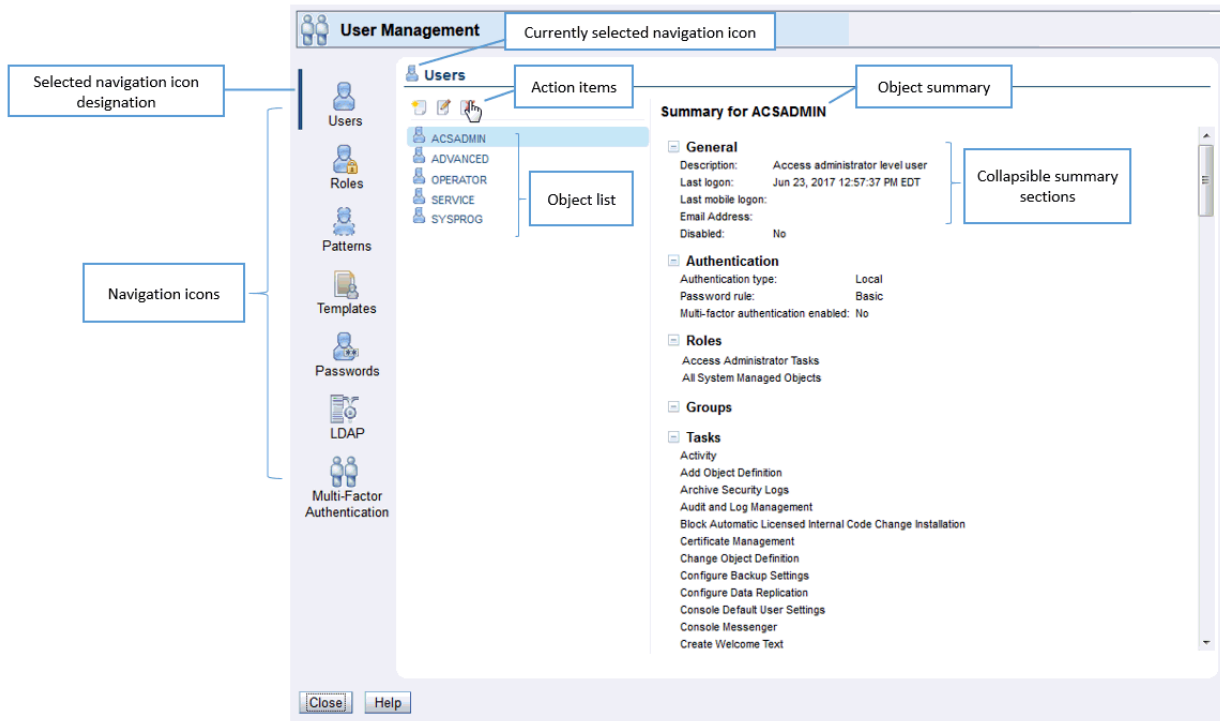 User Management
Currently selected navigation icon
Selected navigation icon
designation
Users
Action items
Object summary
Summary for ACSADMIN
Users
Roles
Patterns
Templates
Passwords
LDAP
Multi-Factor
Authentication
Navigation icons
ACSADMIN
ADVANCED
OPERATOR
SERVICE
SYSPROG
Object list
General
Description: Access administrator level user
Last logon: Jun 23, 2017 12:57:37 PM EDT
Last mobile logon:
Email Address:
Disabled: No
Collapsible summary
sections
Authentication
Authentication type: Local
Password rule: Basic
Multi-factor authentication enabled: No
Roles
Access Administrator Tasks
All System Managed Objects
Groups
Tasks
Activity
Add Object Definition
Archive Security Logs
Audit and Log Management
Block Automatic Licensed Internal Code Change Installation
Certificate Management
Change Object Definition
Configure Backup Settings
Configure Data Replication
Console Default User Settings
Console Messenger
Create Welcome Text
Close Help